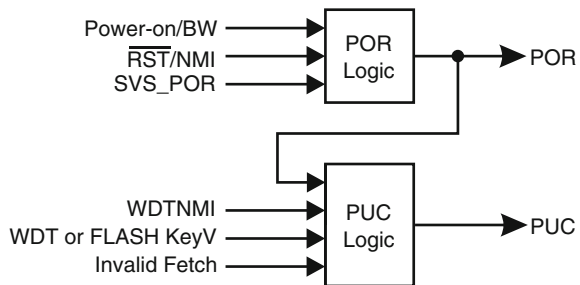 Power-on/BW
RST/NMI
SVS_POR
POR
Logic
POR
WDTNMI
WDT or FLASH KeyV
Invalid Fetch
PUC
Logic
PUC